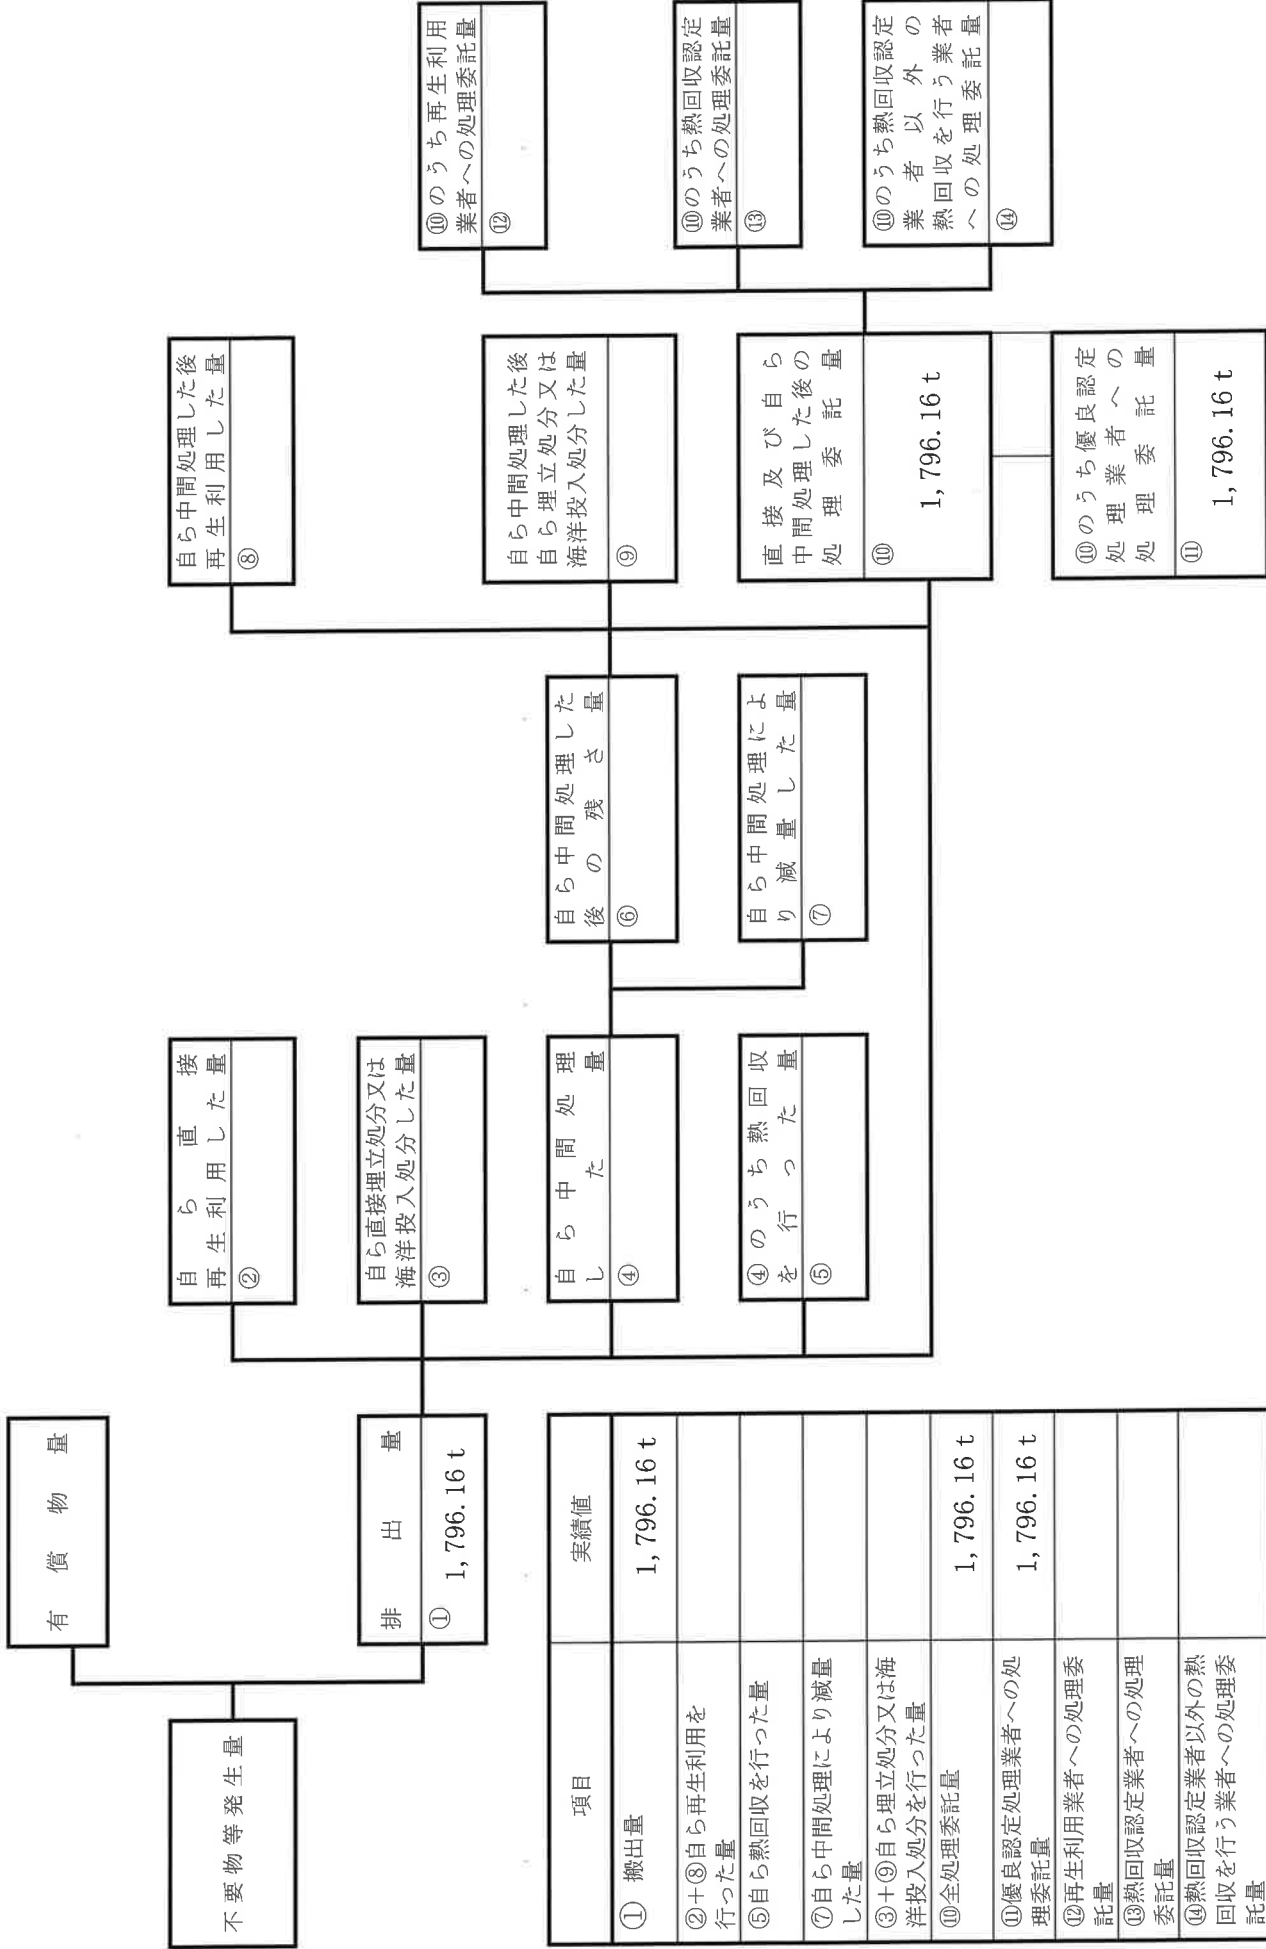 不要物等発生量
有償物量
排出量
① 1,796.16 t
自ら直接
再生利用した量
②
自ら直接埋立処分又は
海洋投入処分した量
③
自ら中間処理
した量
④
④のうち熱回収
を行った量
⑤
自ら中間処理した
後の残さ量
⑥
自ら中間処理によ
り減量した量
⑦
自ら中間処理した後
再生利用した量
⑧
自ら中間処理した後
自ら埋立処分又は
海洋投入処分した量
⑨
直接及び自ら
中間処理した後の
処理委託量
⑩
1,796.16 t
⑩のうち優良認定
処理業者への
処理委託量
⑪
1,796.16 t
⑩のうち再生利用
業者への処理委託量
⑫
⑩のうち熱回収認定
業者への処理委託量
⑬
⑩のうち熱回収認定
業者以外の
熱回収を行う業者
への処理委託量
⑭
項目 実績値
① 搬出量 1,796.16 t
②+⑧自ら再生利用を
行った量
⑤自ら熱回収を行った量
⑦自ら中間処理により減量
した量
③+⑨自ら埋立処分又は海
洋投入処分を行った量
⑩全処理委託量 1,796.16 t
⑪優良認定処理業者への処
理委託量 1,796.16 t
⑫再生利用業者への処理委
託量
⑬熱回収認定業者への処理
委託量
⑭熱回収認定業者以外の熱
回収を行う業者への処理委
託量